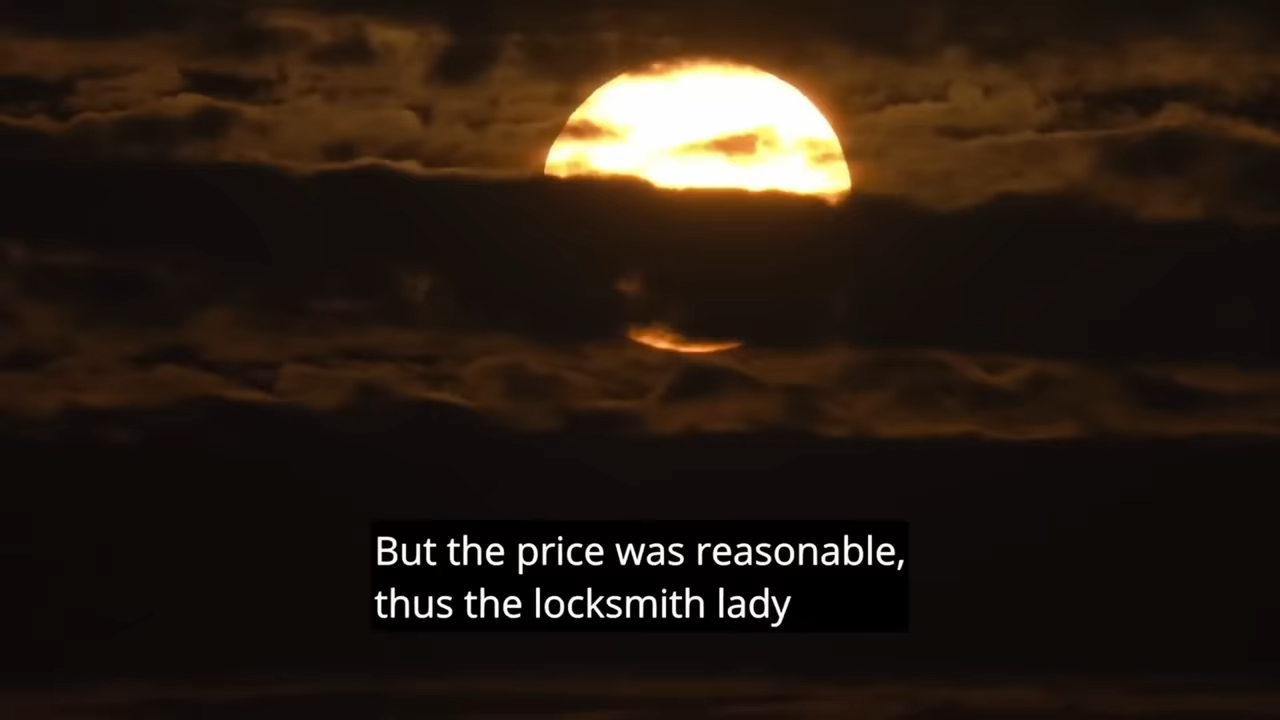 But the price was reasonable,
thus the locksmith lady